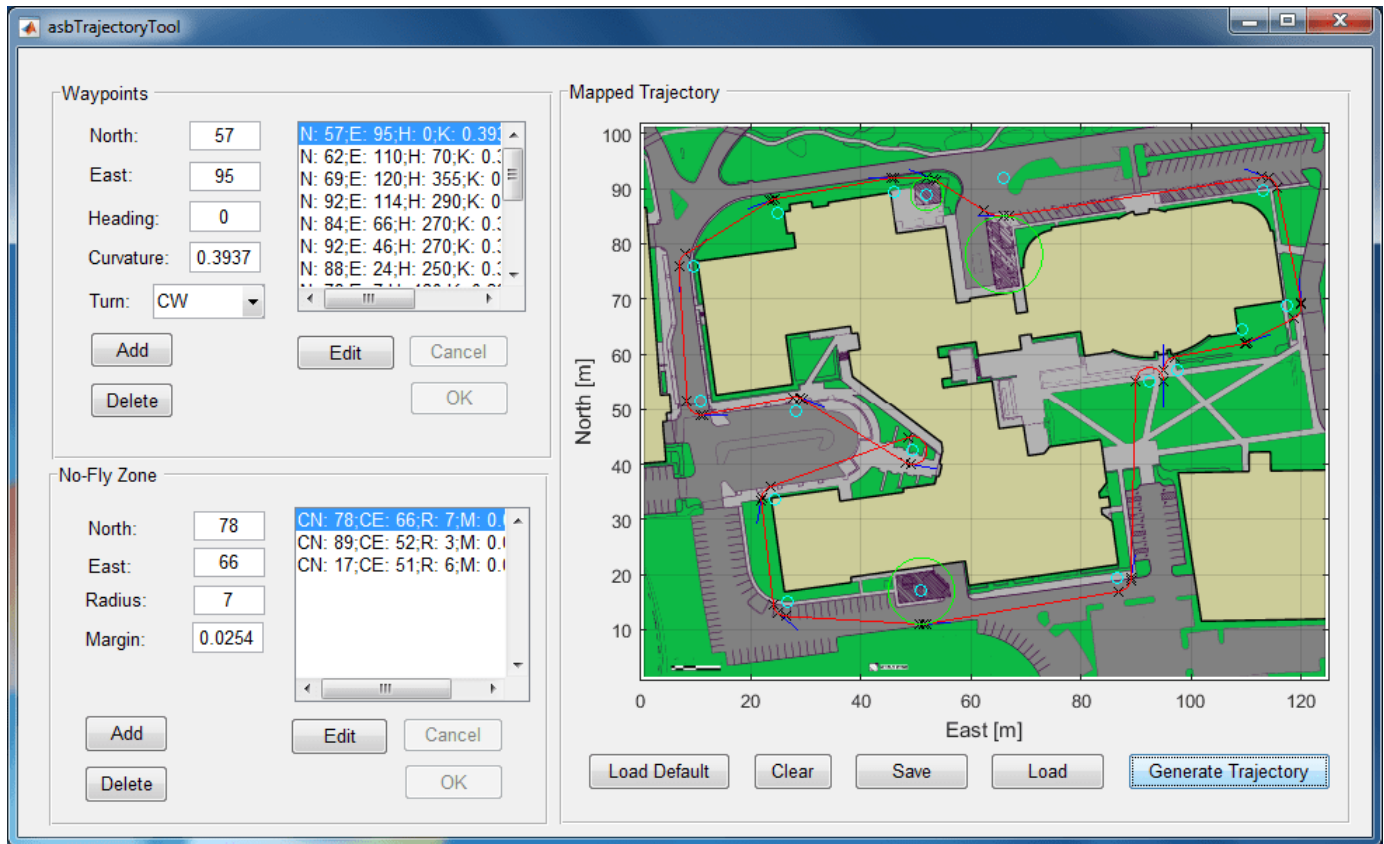 asbTrajectoryTool
Waypoints
North: 57
East: 95
Heading: 0
Curvature: 0.3937
Turn: CW
Add
Delete
N: 57;E: 95;H: 0;K: 0.393
N: 62;E: 110;H: 70;K: 0.3
N: 69;E: 120;H: 355;K: 0
N: 92;E: 114;H: 290;K: 0
N: 84;E: 66;H: 270;K: 0.
N: 92;E: 46;H: 270;K: 0.
N: 88;E: 24;H: 250;K: 0.
Edit
Cancel
OK
No-Fly Zone
North: 78
East: 66
Radius: 7
Margin: 0.0254
Add
Delete
CN: 78;CE: 66;R: 7;M: 0.0
CN: 89;CE: 52;R: 3;M: 0.0
CN: 17;CE: 51;R: 6;M: 0.0
Edit
Cancel
OK
Mapped Trajectory
100
90
80
70
60
50
40
30
20
10
North [m]
0 20 40 60 80 100 120
East [m]
Load Default
Clear
Save
Load
Generate Trajectory